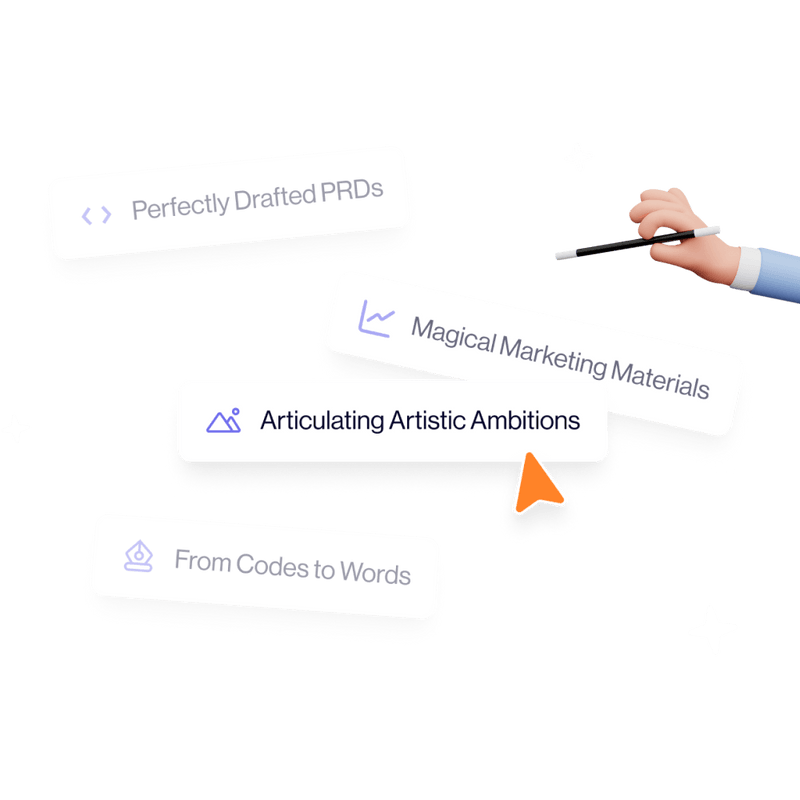 Perfectly Drafted PRDs
Magical Marketing Materials
Articulating Artistic Ambitions
From Codes to Words